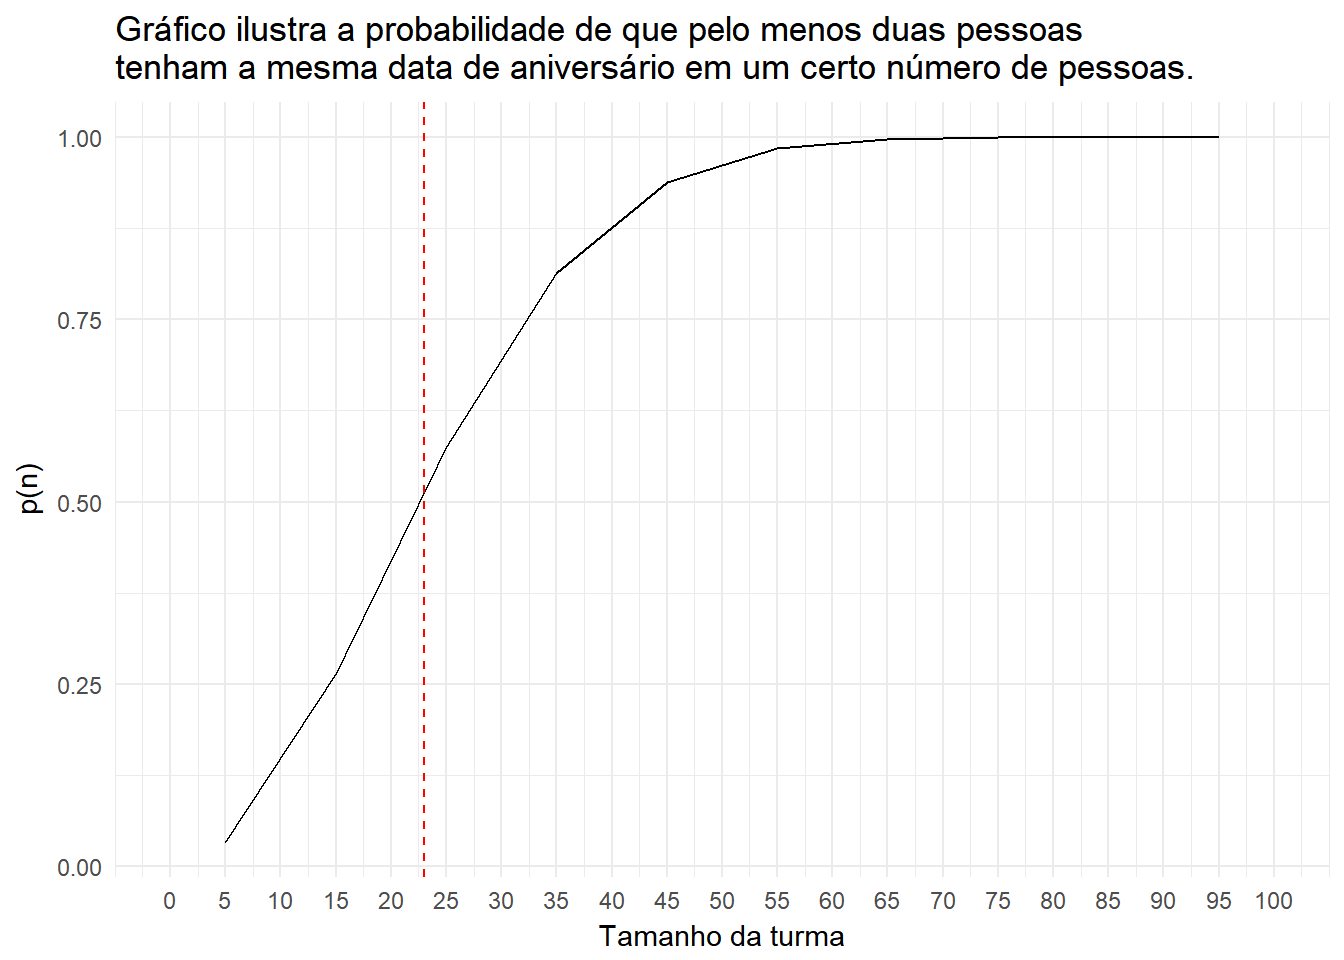 Gráfico ilustra a probabilidade de que pelo menos duas pessoas
tenham a mesma data de aniversário em um certo número de pessoas.
1.00
0.75
0.50
0.25
0.00
p(n)
0 5 10 15 20 25 30 35 40 45 50 55 60 65 70 75 80 85 90 95 100
Tamanho da turma